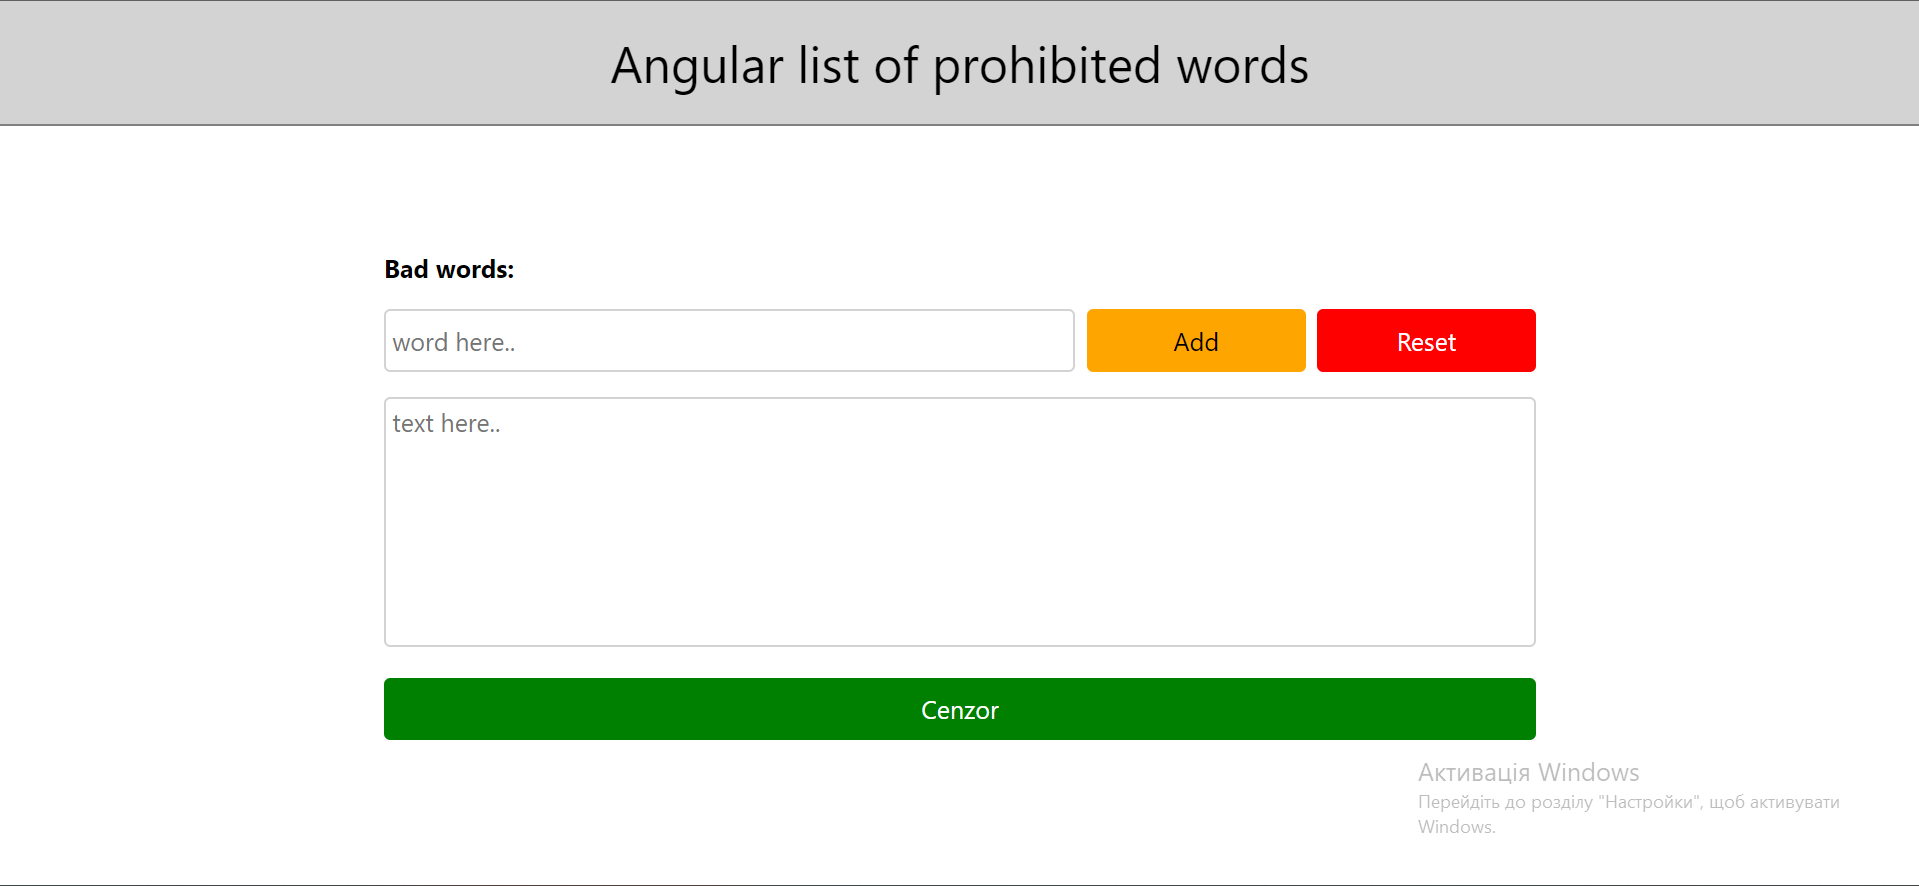 Angular list of prohibited words
Bad words:
word here..
Add
Reset
text here..
Cenzor
Активація Windows
Перейдіть до розділу "Настройки", щоб активувати
Windows.